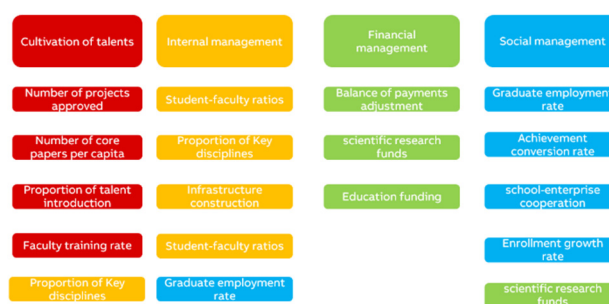 Cultivation of talents
Internal management
Financial
management
Social management
Number of projects
approved
Student-faculty ratios
Balance of payments
adjustment
Graduate employment
rate
Number of core
papers per capita
Proportion of Key
disciplines
scientific research
funds
Achievement
conversion rate
Proportion of talent
introduction
Infrastructure
construction
Education funding
school-enterprise
cooperation
Faculty training rate
Student-faculty ratios
Enrollment growth
rate
Proportion of Key
disciplines
Graduate employment
rate
scientific research
funds